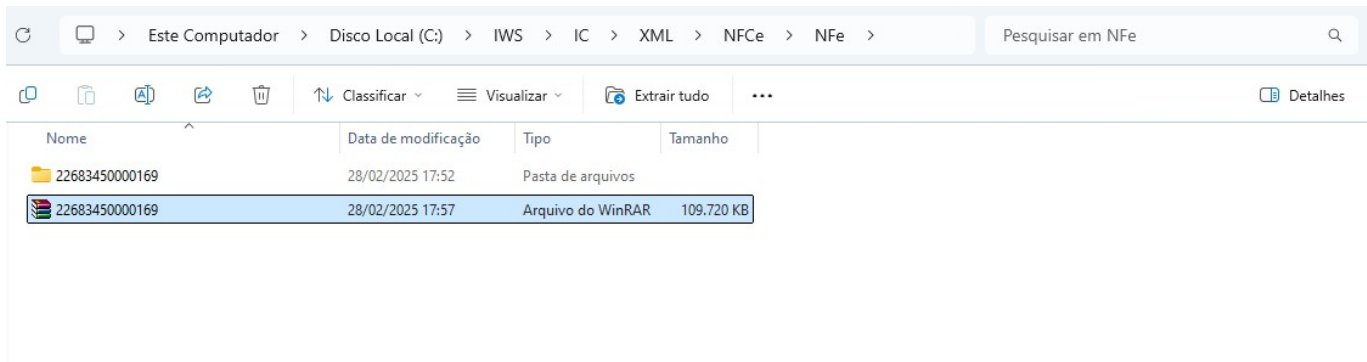 Este Computador > Disco Local (C:) > IWS > IC > XML > NFCe > NFe > Pesquisar em NFe
Classificar Visualizar Extrair tudo ... Detalhes
Nome Data de modificação Tipo Tamanho
22683450000169 28/02/2025 17:52 Pasta de arquivos
22683450000169 28/02/2025 17:57 Arquivo do WinRAR 109.720 KB